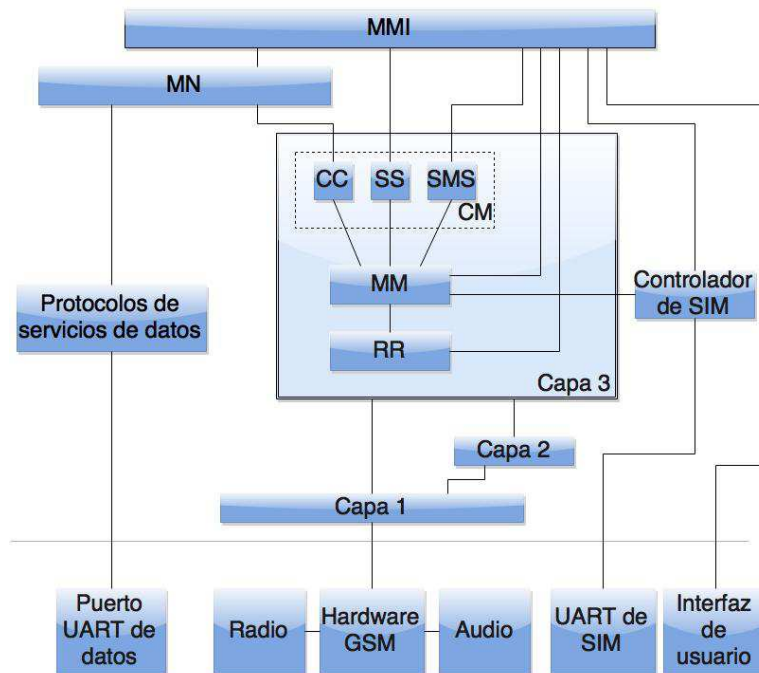 MMI
MN
CC
SS
SMS
CM
MM
RR
Capa 3
Protocolos de
servicios de datos
Controlador
de SIM
Capa 2
Capa 1
Puerto
UART de
datos
Radio
Hardware
GSM
Audio
UART de
SIM
Interfaz
de
usuario